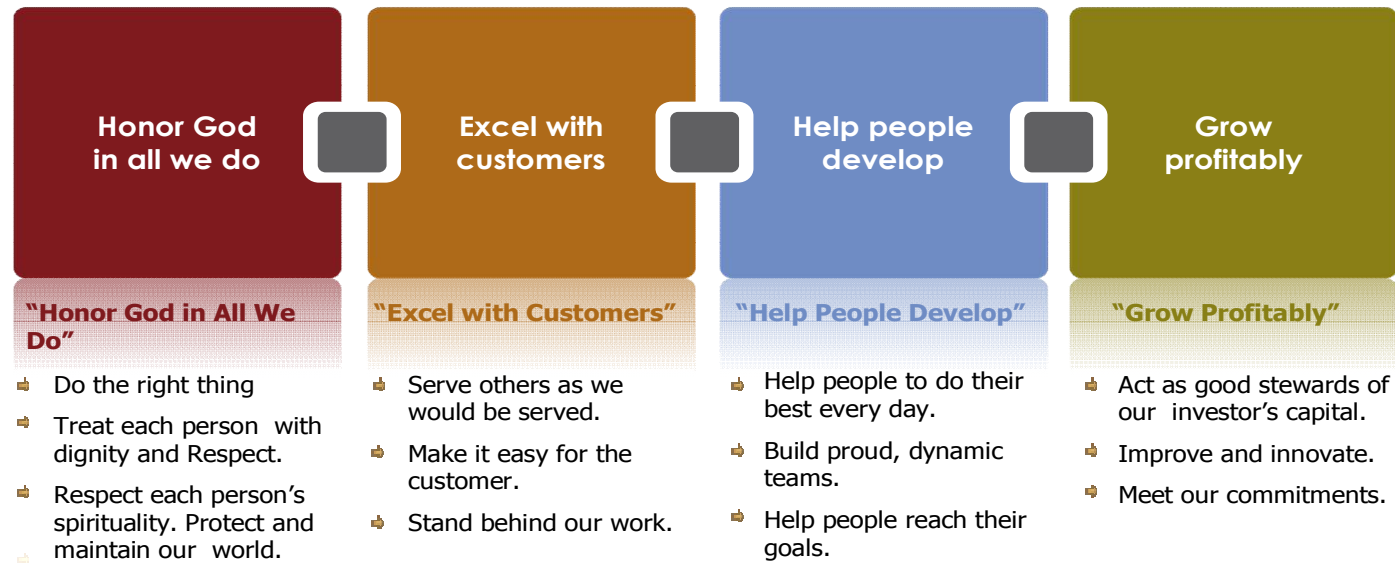 Honor God
in all we do
Excel with
customers
Help people
develop
Grow
profitably
“Honor God in All We
Do”
Do the right thing
Treat each person with
dignity and Respect.
Respect each person’s
spirituality. Protect and
maintain our world.
“Excel with Customers”
Serve others as we
would be served.
Make it easy for the
customer.
Stand behind our work.
“Help People Develop”
Help people to do their
best every day.
Build proud, dynamic
teams.
Help people reach their
goals.
“Grow Profitably”
Act as good stewards of
our investor’s capital.
Improve and innovate.
Meet our commitments.